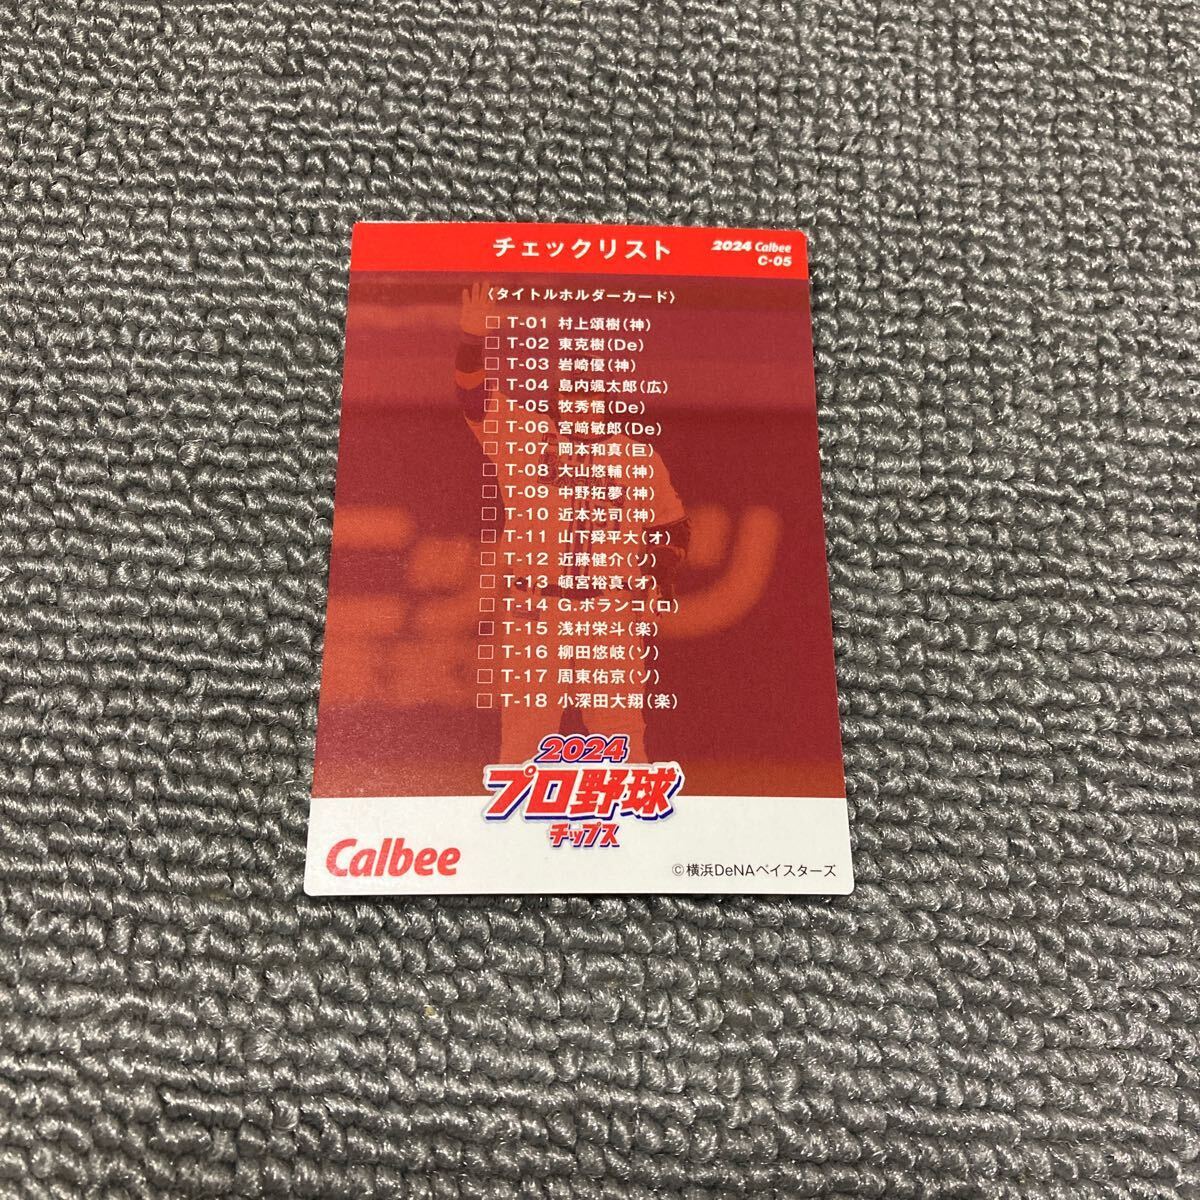 チェックリスト
2024 Calbee
C-05
〈タイトルホルダーカード〉
□ T-01 村上頌樹(神)
□ T-02 東克樹(De)
□ T-03 岩崎優(神)
□ T-04 島内颯太郎(広)
□ T-05 牧秀悟(De)
□ T-06 宮﨑敏郎(De)
□ T-07 岡本和真(巨)
□ T-08 大山悠輔(神)
□ T-09 中野拓夢(神)
□ T-10 近本光司(神)
□ T-11 山下舜平大(オ)
□ T-12 近藤健介(ソ)
□ T-13 頓宮裕真(オ)
□ T-14 G.ポランコ(ロ)
□ T-15 浅村栄斗(楽)
□ T-16 柳田悠岐(ソ)
□ T-17 周東佑京(ソ)
□ T-18 小深田大翔(楽)
2024
プロ野球
チップス
Calbee
©横浜DeNAベイスターズ